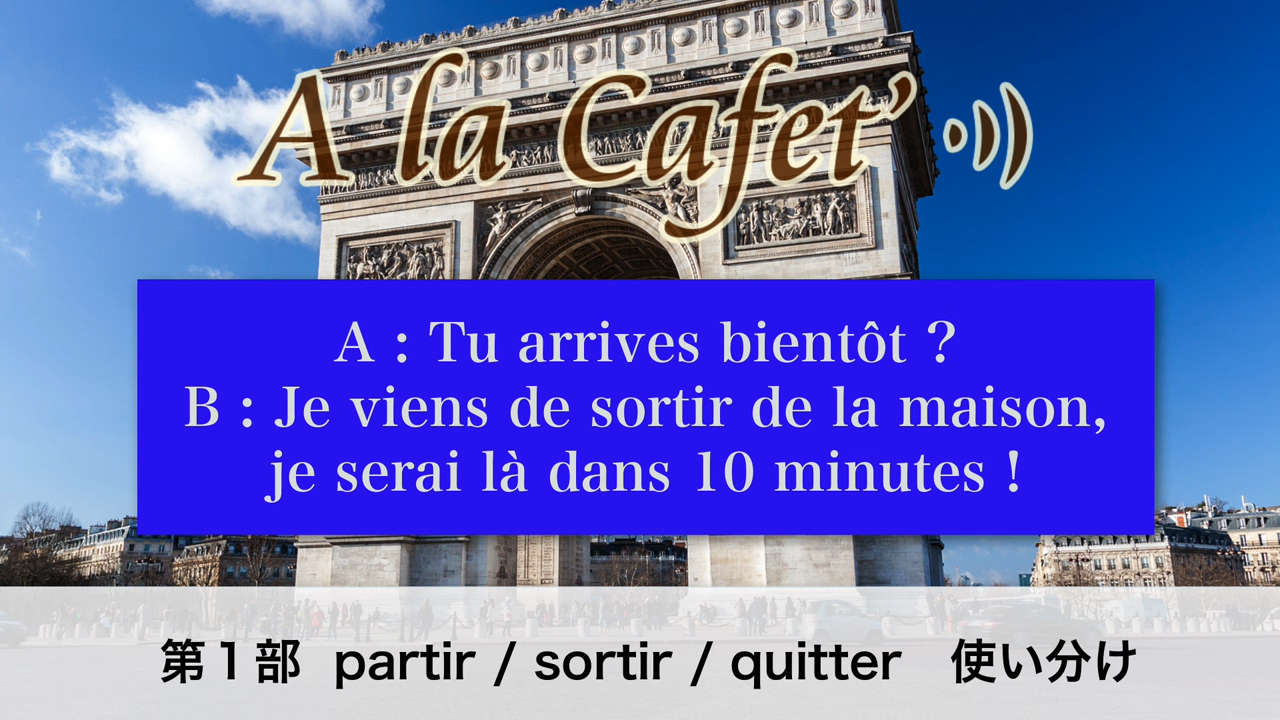 A la Cafet’
A : Tu arrives bientôt ?
B : Je viens de sortir de la maison,
je serai là dans 10 minutes !
第１部 partir / sortir / quitter 使い分け